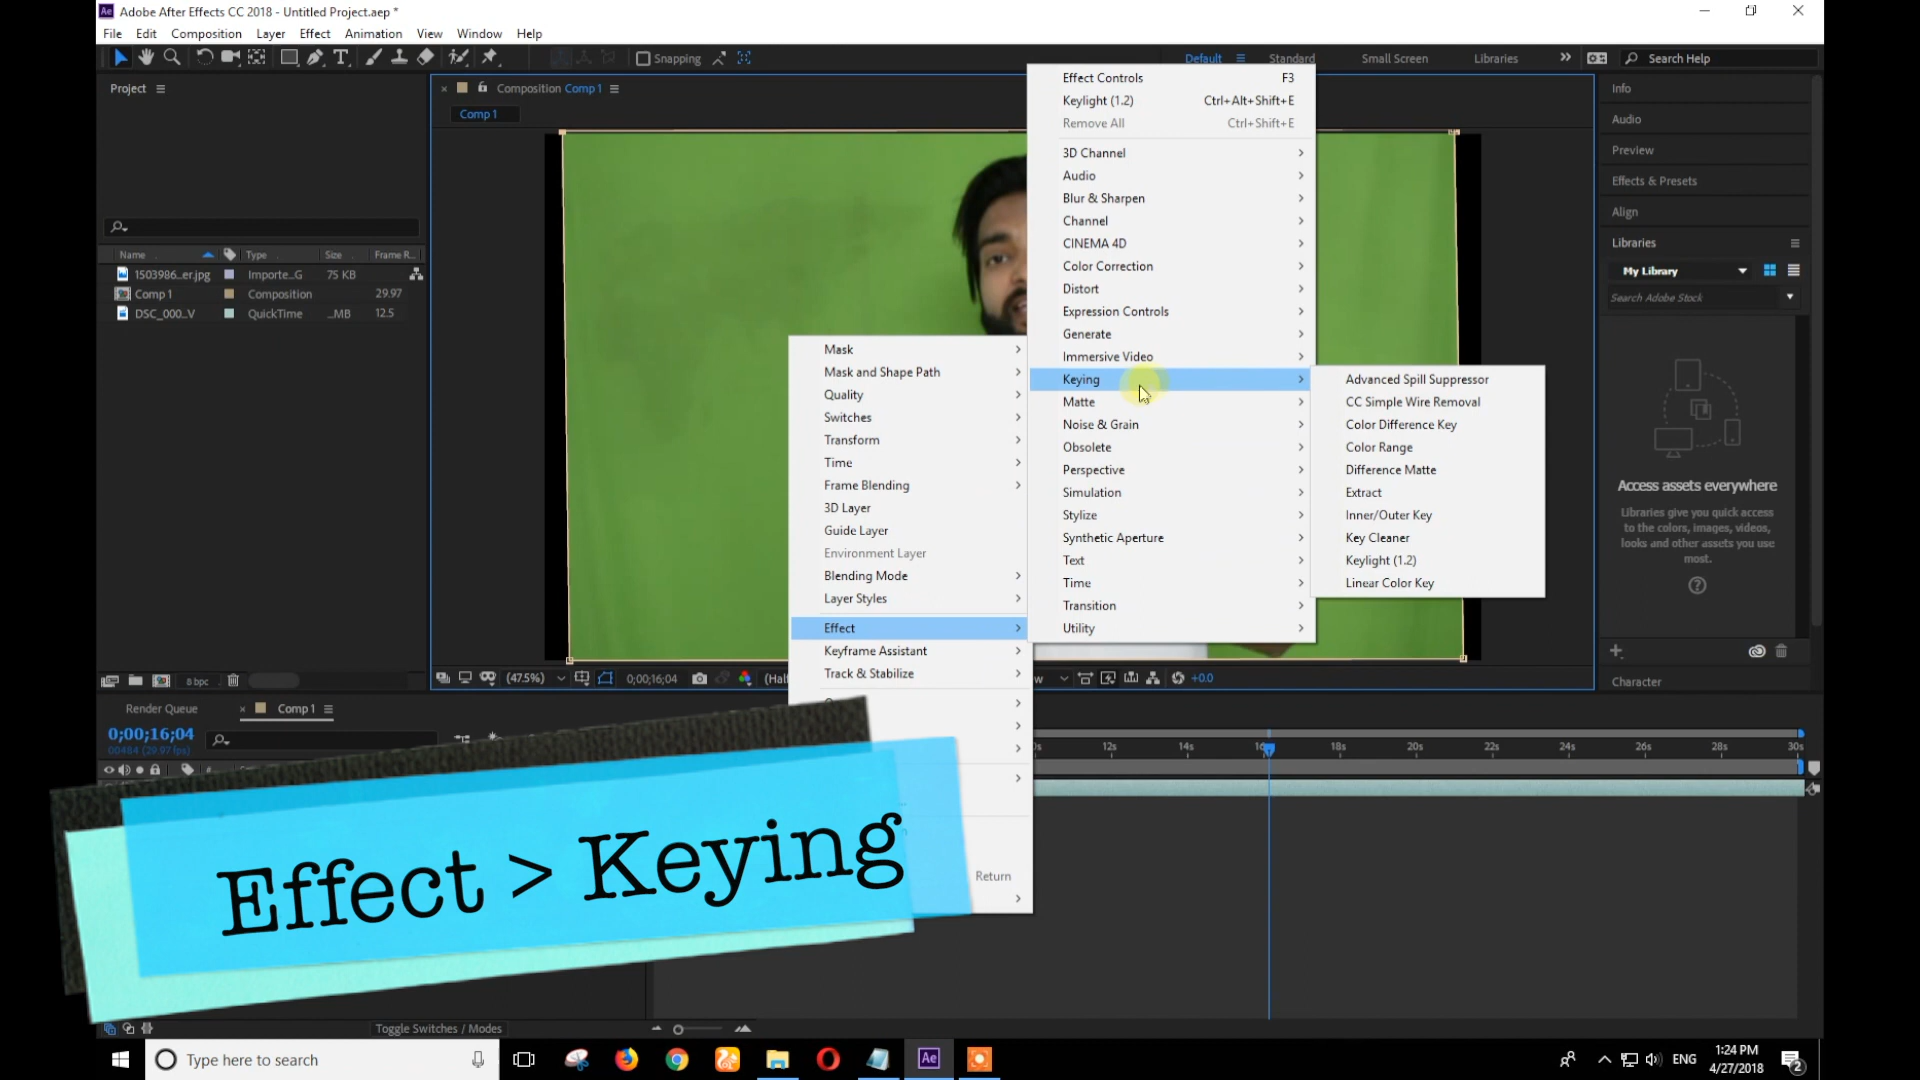 Adobe After Effects CC 2018 - Untitled Project.aep *
File Edit Composition Layer Effect Animation View Window Help
Snapping
Default Standard Small Screen Libraries Search Help
Project
Composition Comp 1
Comp 1
Name Type Size Frame R...
1503986_er.jpg Importe...G 75 KB
Comp 1 Composition 29.97
DSC_000_V QuickTime ...MB 12.5
8 bpc
Effect Controls F3
Keylight (1.2) Ctrl+Alt+Shift+E
Remove All Ctrl+Shift+E
3D Channel
Audio
Blur & Sharpen
Channel
CINEMA 4D
Color Correction
Distort
Expression Controls
Generate
Immersive Video
Keying
Matte
Noise & Grain
Obsolete
Perspective
Simulation
Stylize
Synthetic Aperture
Text
Time
Transition
Utility
Mask
Mask and Shape Path
Quality
Switches
Transform
Time
Frame Blending
3D Layer
Guide Layer
Environment Layer
Blending Mode
Layer Styles
Effect
Keyframe Assistant
Track & Stabilize
Return
Advanced Spill Suppressor
CC Simple Wire Removal
Color Difference Key
Color Range
Difference Matte
Extract
Inner/Outer Key
Key Cleaner
Keylight (1.2)
Linear Color Key
Info
Audio
Preview
Effects & Presets
Align
Libraries
My Library
Search Adobe Stock
Access assets everywhere
Libraries give you quick access
to the colors, images, videos,
looks and other assets you use
most.
Character
(47.5%) 0;00;16;04 +0.0
Render Queue Comp 1
0;00;16;04
00484 (29.97 fps)
12s 14s 18s 20s 22s 24s 26s 28s 30s
Effect > Keying
Toggle Switches / Modes
Type here to search
ENG
1:24 PM
4/27/2018
2